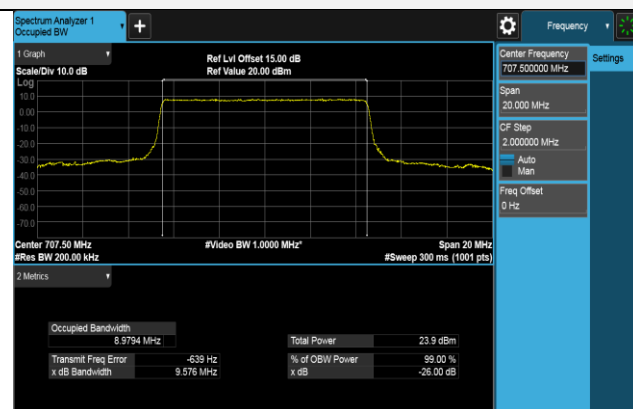 Spectrum Analyzer 1
Occupied BW
+
Frequency
1 Graph
Scale/Div 10.0 dB
Ref Lvl Offset 15.00 dB
Ref Value 20.00 dBm
Log
10.0
0.00
-10.0
-20.0
-30.0
-40.0
-50.0
-60.0
-70.0
Center 707.50 MHz
#Video BW 1.0000 MHz*
Span 20 MHz
#Res BW 200.00 kHz
#Sweep 300 ms (1001 pts)
2 Metrics
Occupied Bandwidth
8.9794 MHz
Total Power 23.9 dBm
Transmit Freq Error -639 Hz
% of OBW Power 99.00 %
x dB Bandwidth 9.576 MHz
x dB -26.00 dB
Center Frequency
707.500000 MHz
Settings
Span
20.000 MHz
CF Step
2.000000 MHz
Auto
Man
Freq Offset
0 Hz